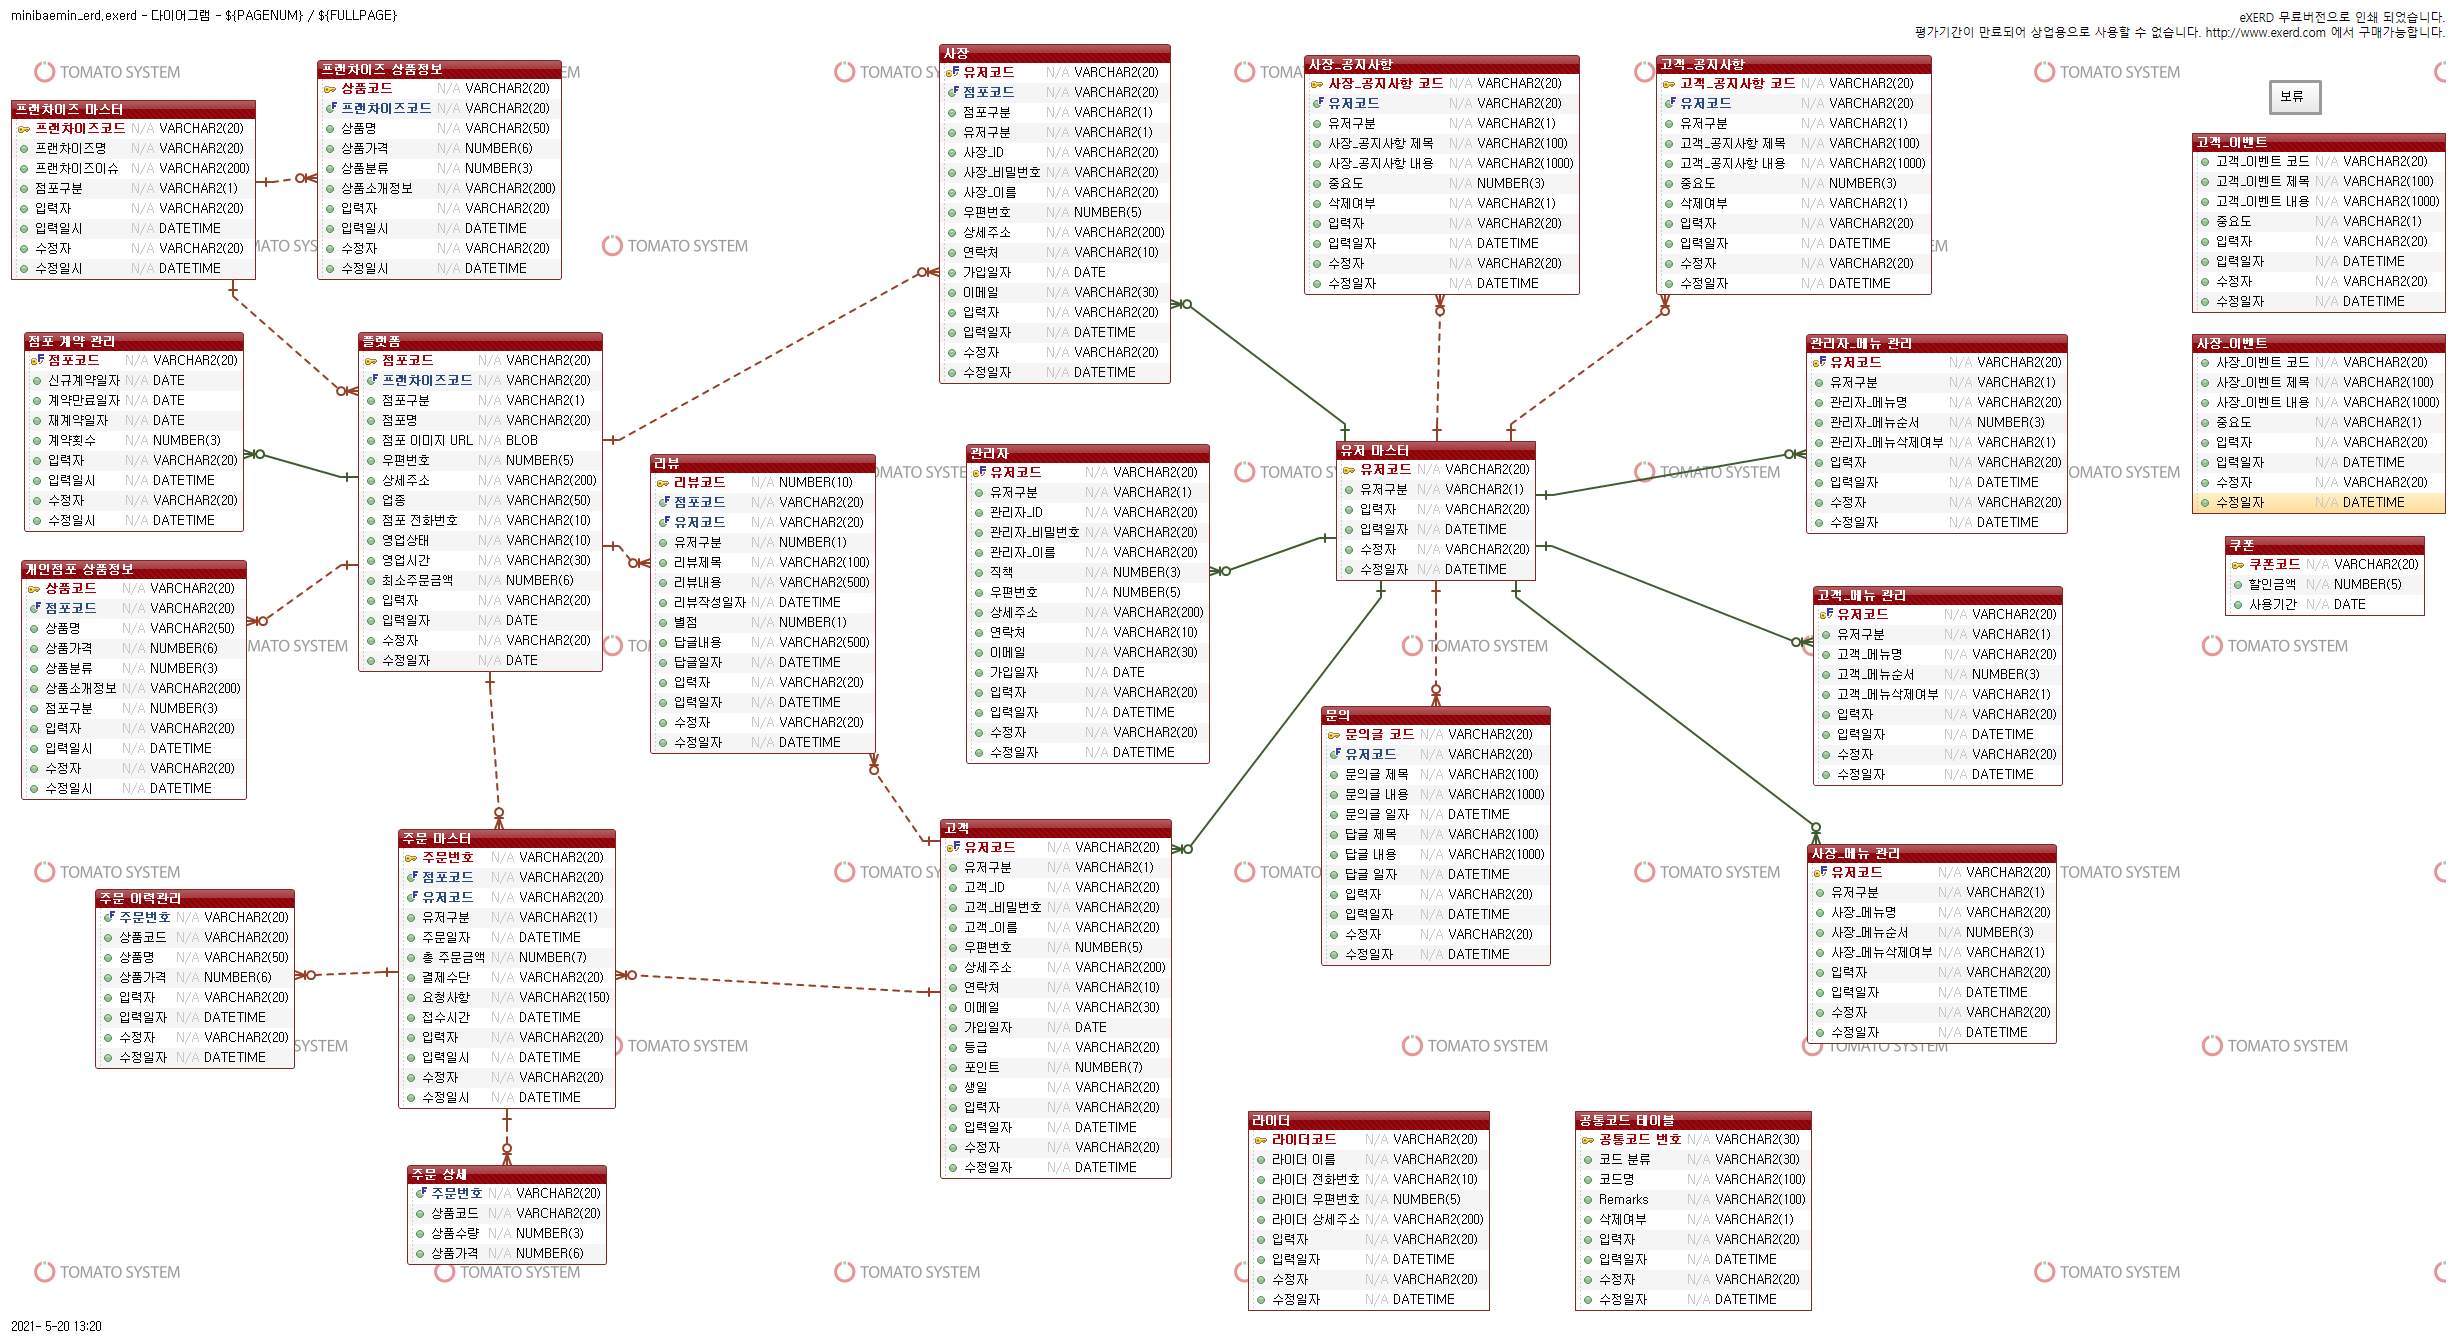 minibaemin_erd.exerd - 다이어그램 - ${PAGENUM} / ${FULLPAGE}
eXERD 무료버전으로 인쇄 되었습니다.
평가기간이 만료되어 상업용으로 사용할 수 없습니다. http://www.exerd.com 에서 구매가능합니다.
프랜차이즈 마스터
프랜차이즈코드 N/A VARCHAR2(20)
프랜차이즈명 N/A VARCHAR2(20)
프랜차이즈이슈 N/A VARCHAR2(200)
점포구분 N/A VARCHAR2(1)
입력자 N/A VARCHAR2(20)
입력일시 N/A DATETIME
수정자 N/A VARCHAR2(20)
수정일시 N/A DATETIME
프랜차이즈 상품정보
상품코드 N/A VARCHAR2(20)
프랜차이즈코드 N/A VARCHAR2(20)
상품명 N/A VARCHAR2(50)
상품가격 N/A NUMBER(6)
상품분류 N/A NUMBER(3)
상품소개정보 N/A VARCHAR2(200)
입력자 N/A VARCHAR2(20)
입력일시 N/A DATETIME
수정자 N/A VARCHAR2(20)
수정일시 N/A DATETIME
사장
유저코드 N/A VARCHAR2(20)
점포코드 N/A VARCHAR2(20)
점포구분 N/A VARCHAR2(1)
유저구분 N/A VARCHAR2(1)
사장_ID N/A VARCHAR2(20)
사장_비밀번호 N/A VARCHAR2(20)
사장_이름 N/A VARCHAR2(20)
우편번호 N/A NUMBER(5)
상세주소 N/A VARCHAR2(200)
연락처 N/A VARCHAR2(10)
가입일자 N/A DATE
이메일 N/A VARCHAR2(30)
입력자 N/A VARCHAR2(20)
입력일자 N/A DATETIME
수정자 N/A VARCHAR2(20)
수정일자 N/A DATETIME
사장_공지사항
사장_공지사항 코드 N/A VARCHAR2(20)
유저코드 N/A VARCHAR2(20)
유저구분 N/A VARCHAR2(1)
사장_공지사항 제목 N/A VARCHAR2(100)
사장_공지사항 내용 N/A VARCHAR2(1000)
중요도 N/A NUMBER(3)
삭제여부 N/A VARCHAR2(1)
입력자 N/A VARCHAR2(20)
입력일자 N/A DATETIME
수정자 N/A VARCHAR2(20)
수정일자 N/A DATETIME
고객_공지사항
고객_공지사항 코드 N/A VARCHAR2(20)
유저코드 N/A VARCHAR2(20)
유저구분 N/A VARCHAR2(1)
고객_공지사항 제목 N/A VARCHAR2(100)
고객_공지사항 내용 N/A VARCHAR2(1000)
중요도 N/A NUMBER(3)
삭제여부 N/A VARCHAR2(1)
입력자 N/A VARCHAR2(20)
입력일자 N/A DATETIME
수정자 N/A VARCHAR2(20)
수정일자 N/A DATETIME
보류
고객_이벤트
고객_이벤트 코드 N/A VARCHAR2(20)
고객_이벤트 제목 N/A VARCHAR2(100)
고객_이벤트 내용 N/A VARCHAR2(1000)
중요도 N/A VARCHAR2(1)
입력자 N/A VARCHAR2(20)
입력일자 N/A DATETIME
수정자 N/A VARCHAR2(20)
수정일자 N/A DATETIME
점포 계약 관리
점포코드 N/A VARCHAR2(20)
신규계약일자 N/A DATE
계약만료일자 N/A DATE
재계약일자 N/A DATE
계약횟수 N/A NUMBER(3)
입력자 N/A VARCHAR2(20)
입력일시 N/A DATETIME
수정자 N/A VARCHAR2(20)
수정일시 N/A DATETIME
플랫폼
점포코드 N/A VARCHAR2(20)
프랜차이즈코드 N/A VARCHAR2(20)
점포구분 N/A VARCHAR2(1)
점포명 N/A VARCHAR2(20)
점포 이미지 URL N/A BLOB
우편번호 N/A NUMBER(5)
상세주소 N/A VARCHAR2(200)
업종 N/A VARCHAR2(50)
점포 전화번호 N/A VARCHAR2(10)
영업상태 N/A VARCHAR2(10)
영업시간 N/A VARCHAR2(30)
최소주문금액 N/A NUMBER(6)
입력자 N/A VARCHAR2(20)
입력일자 N/A DATE
수정자 N/A VARCHAR2(20)
수정일자 N/A DATE
리뷰
리뷰코드 N/A NUMBER(10)
점포코드 N/A VARCHAR2(20)
유저코드 N/A VARCHAR2(20)
유저구분 N/A NUMBER(1)
리뷰제목 N/A VARCHAR2(100)
리뷰내용 N/A VARCHAR2(500)
리뷰작성일자 N/A DATETIME
별점 N/A NUMBER(1)
답글내용 N/A VARCHAR2(500)
답글일자 N/A DATETIME
입력자 N/A VARCHAR2(20)
입력일자 N/A DATETIME
수정자 N/A VARCHAR2(20)
수정일자 N/A DATETIME
관리자
유저코드 N/A VARCHAR2(20)
유저구분 N/A VARCHAR2(1)
관리자_ID N/A VARCHAR2(20)
관리자_비밀번호 N/A VARCHAR2(20)
관리자_이름 N/A VARCHAR2(20)
직책 N/A NUMBER(3)
우편번호 N/A NUMBER(5)
상세주소 N/A VARCHAR2(200)
연락처 N/A VARCHAR2(10)
이메일 N/A VARCHAR2(30)
가입일자 N/A DATE
입력자 N/A VARCHAR2(20)
입력일자 N/A DATETIME
수정자 N/A VARCHAR2(20)
수정일자 N/A DATETIME
유저 마스터
유저코드 N/A VARCHAR2(20)
유저구분 N/A VARCHAR2(1)
입력자 N/A VARCHAR2(20)
입력일자 N/A DATETIME
수정자 N/A VARCHAR2(20)
수정일자 N/A DATETIME
관리자_메뉴 관리
유저코드 N/A VARCHAR2(20)
유저구분 N/A VARCHAR2(1)
관리자_메뉴명 N/A VARCHAR2(20)
관리자_메뉴순서 N/A NUMBER(3)
관리자_메뉴삭제여부 N/A VARCHAR2(1)
입력자 N/A VARCHAR2(20)
입력일자 N/A DATETIME
수정자 N/A VARCHAR2(20)
수정일자 N/A DATETIME
사장_이벤트
사장_이벤트 코드 N/A VARCHAR2(20)
사장_이벤트 제목 N/A VARCHAR2(100)
사장_이벤트 내용 N/A VARCHAR2(1000)
중요도 N/A VARCHAR2(1)
입력자 N/A VARCHAR2(20)
입력일자 N/A DATETIME
수정자 N/A VARCHAR2(20)
수정일자 N/A DATETIME
쿠폰
쿠폰코드 N/A VARCHAR2(20)
할인금액 N/A NUMBER(5)
사용기간 N/A DATE
개인점포 상품정보
상품코드 N/A VARCHAR2(20)
점포코드 N/A VARCHAR2(20)
상품명 N/A VARCHAR2(50)
상품가격 N/A NUMBER(6)
상품분류 N/A NUMBER(3)
상품소개정보 N/A VARCHAR2(200)
점포구분 N/A NUMBER(3)
입력자 N/A VARCHAR2(20)
입력일시 N/A DATETIME
수정자 N/A VARCHAR2(20)
수정일시 N/A DATETIME
고객_메뉴 관리
유저코드 N/A VARCHAR2(20)
유저구분 N/A VARCHAR2(1)
고객_메뉴명 N/A VARCHAR2(20)
고객_메뉴순서 N/A NUMBER(3)
고객_메뉴삭제여부 N/A VARCHAR2(1)
입력자 N/A VARCHAR2(20)
입력일자 N/A DATETIME
수정자 N/A VARCHAR2(20)
수정일자 N/A DATETIME
문의
문의글 코드 N/A VARCHAR2(20)
유저코드 N/A VARCHAR2(20)
문의글 제목 N/A VARCHAR2(100)
문의글 내용 N/A VARCHAR2(1000)
문의글 일자 N/A DATETIME
답글 제목 N/A VARCHAR2(100)
답글 내용 N/A VARCHAR2(1000)
답글 일자 N/A DATETIME
입력자 N/A VARCHAR2(20)
입력일자 N/A DATETIME
수정자 N/A VARCHAR2(20)
수정일자 N/A DATETIME
주문 마스터
주문번호 N/A VARCHAR2(20)
점포코드 N/A VARCHAR2(20)
유저코드 N/A VARCHAR2(20)
유저구분 N/A VARCHAR2(1)
주문일자 N/A DATETIME
총 주문금액 N/A NUMBER(7)
결제수단 N/A VARCHAR2(20)
요청사항 N/A VARCHAR2(150)
접수시간 N/A DATETIME
입력자 N/A VARCHAR2(20)
입력일시 N/A DATETIME
수정자 N/A VARCHAR2(20)
수정일시 N/A DATETIME
고객
유저코드 N/A VARCHAR2(20)
유저구분 N/A VARCHAR2(1)
고객_ID N/A VARCHAR2(20)
고객_비밀번호 N/A VARCHAR2(20)
고객_이름 N/A VARCHAR2(20)
우편번호 N/A NUMBER(5)
상세주소 N/A VARCHAR2(200)
연락처 N/A VARCHAR2(10)
이메일 N/A VARCHAR2(30)
가입일자 N/A DATE
등급 N/A VARCHAR2(20)
포인트 N/A NUMBER(7)
생일 N/A VARCHAR2(20)
입력자 N/A VARCHAR2(20)
입력일자 N/A DATETIME
수정자 N/A VARCHAR2(20)
수정일자 N/A DATETIME
사장_메뉴 관리
유저코드 N/A VARCHAR2(20)
유저구분 N/A VARCHAR2(1)
사장_메뉴명 N/A VARCHAR2(20)
사장_메뉴순서 N/A NUMBER(3)
사장_메뉴삭제여부 N/A VARCHAR2(1)
입력자 N/A VARCHAR2(20)
입력일자 N/A DATETIME
수정자 N/A VARCHAR2(20)
수정일자 N/A DATETIME
주문 이력관리
주문번호 N/A VARCHAR2(20)
상품코드 N/A VARCHAR2(20)
상품명 N/A VARCHAR2(50)
상품가격 N/A NUMBER(6)
입력자 N/A VARCHAR2(20)
입력일자 N/A DATETIME
수정자 N/A VARCHAR2(20)
수정일자 N/A DATETIME
주문 상세
주문번호 N/A VARCHAR2(20)
상품코드 N/A VARCHAR2(20)
상품수량 N/A NUMBER(3)
상품가격 N/A NUMBER(6)
라이더
라이더코드 N/A VARCHAR2(20)
라이더 이름 N/A VARCHAR2(20)
라이더 전화번호 N/A VARCHAR2(10)
라이더 우편번호 N/A NUMBER(5)
라이더 상세주소 N/A VARCHAR2(200)
입력자 N/A VARCHAR2(20)
입력일자 N/A DATETIME
수정자 N/A VARCHAR2(20)
수정일자 N/A DATETIME
공통코드 테이블
공통코드 번호 N/A VARCHAR2(30)
코드 분류 N/A VARCHAR2(30)
코드명 N/A VARCHAR2(100)
Remarks N/A VARCHAR2(100)
삭제여부 N/A VARCHAR2(1)
입력자 N/A VARCHAR2(20)
입력일자 N/A DATETIME
수정자 N/A VARCHAR2(20)
수정일자 N/A DATETIME
TOMATO SYSTEM
2021- 5-20 13:20